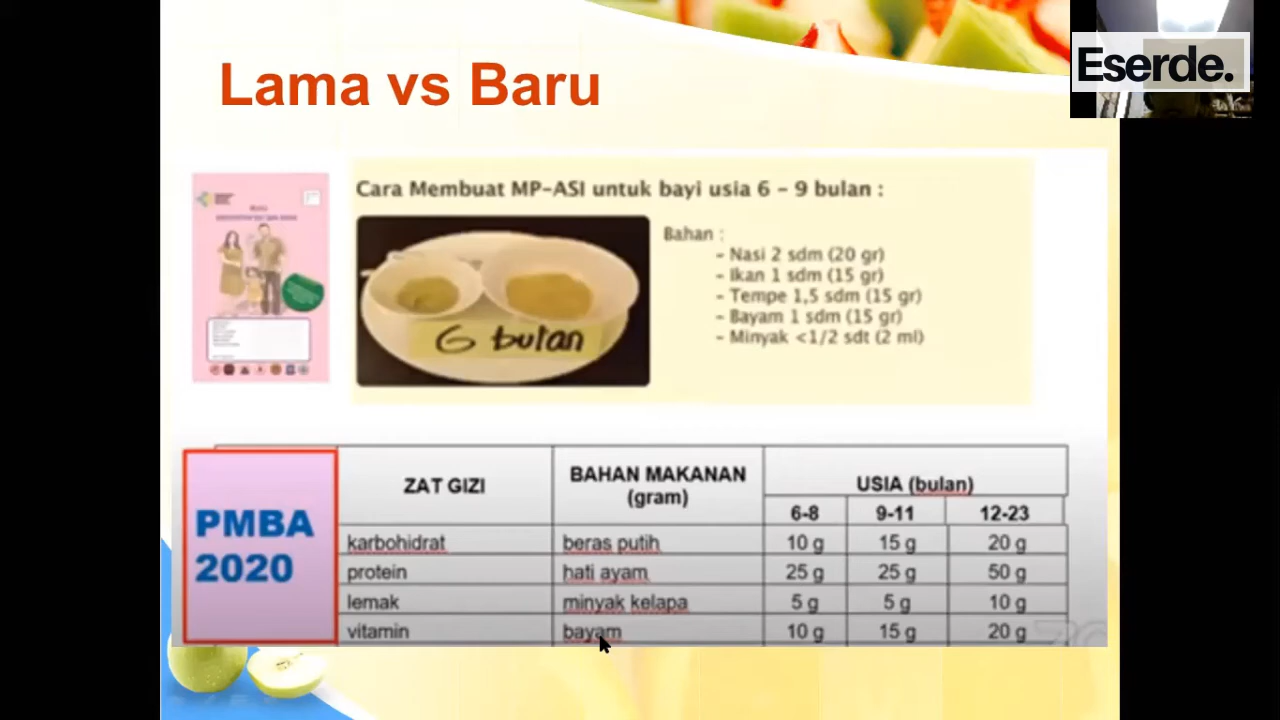 Eserde.
Lama vs Baru
Cara Membuat MP-ASI untuk bayi usia 6 - 9 bulan :
6 bulan
Bahan :
- Nasi 2 sdm (20 gr)
- Ikan 1 sdm (15 gr)
- Tempe 1,5 sdm (15 gr)
- Bayam 1 sdm (15 gr)
- Minyak <1/2 sdt (2 ml)
PMBA
2020
ZAT GIZI
BAHAN MAKANAN
(gram)
USIA (bulan)
6-8 9-11 12-23
karbohidrat beras putih 10 g 15 g 20 g
protein hati ayam 25 g 25 g 50 g
lemak minyak kelapa 5 g 5 g 10 g
vitamin bayam 10 g 15 g 20 g